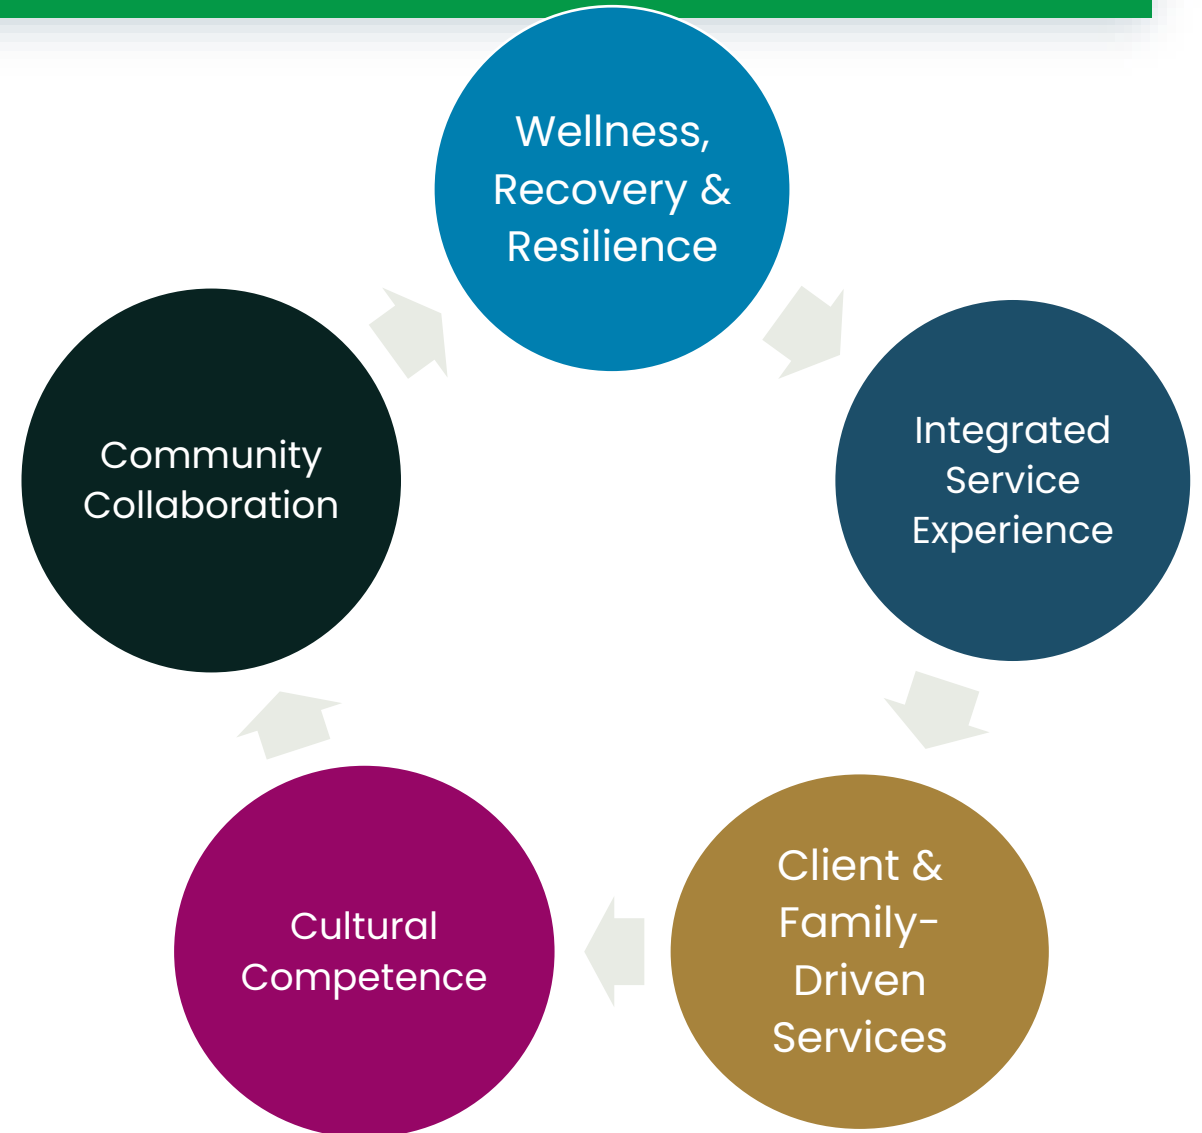 Wellness,
Recovery &
Resilience
Integrated
Service
Experience
Client &
Family-
Driven
Services
Cultural
Competence
Community
Collaboration